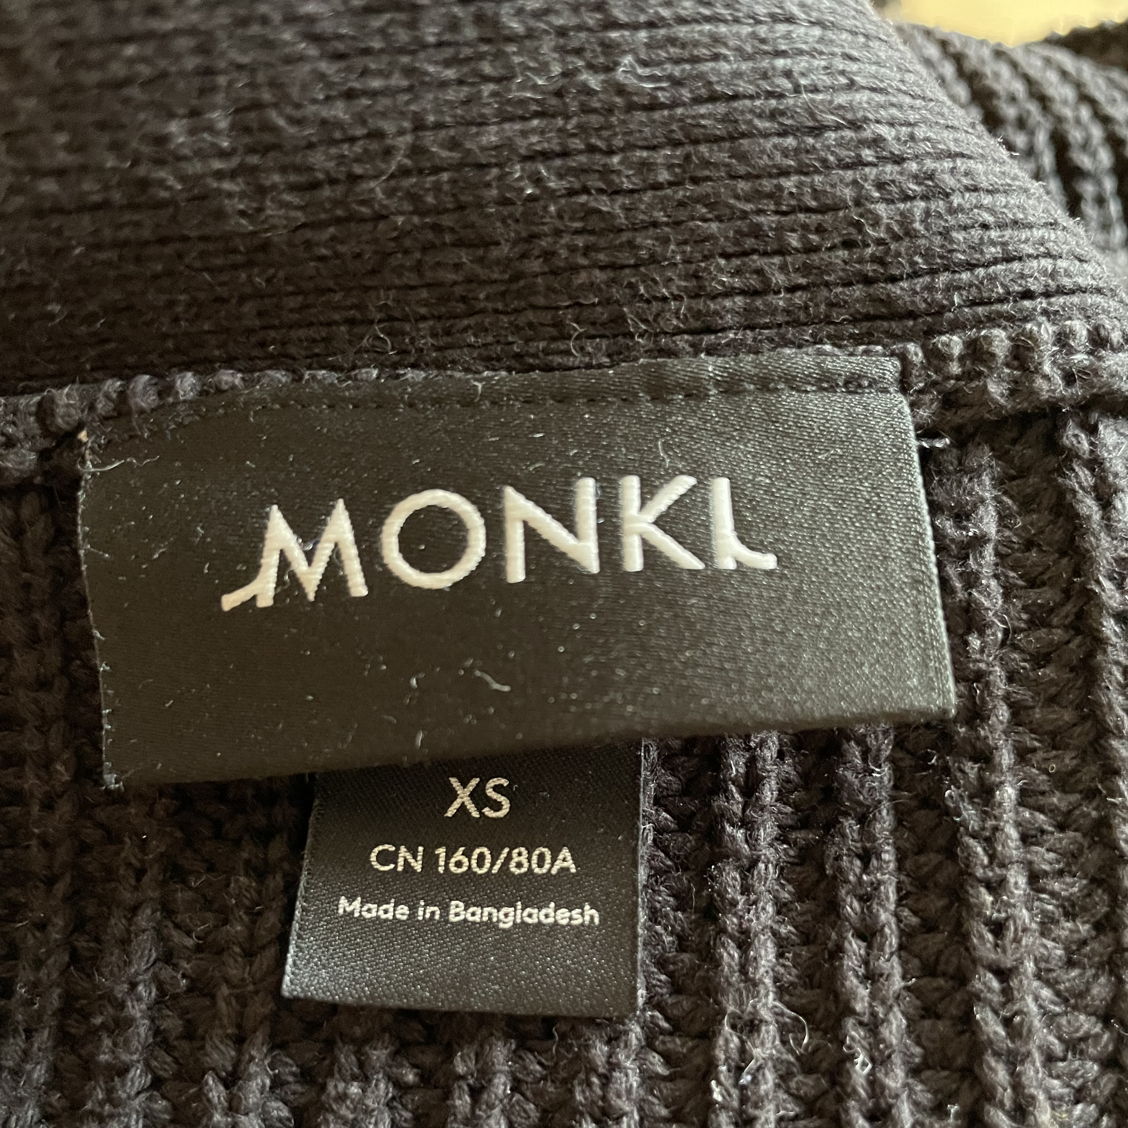 MONKI
XS
CN 160/80A
Made in Bangladesh